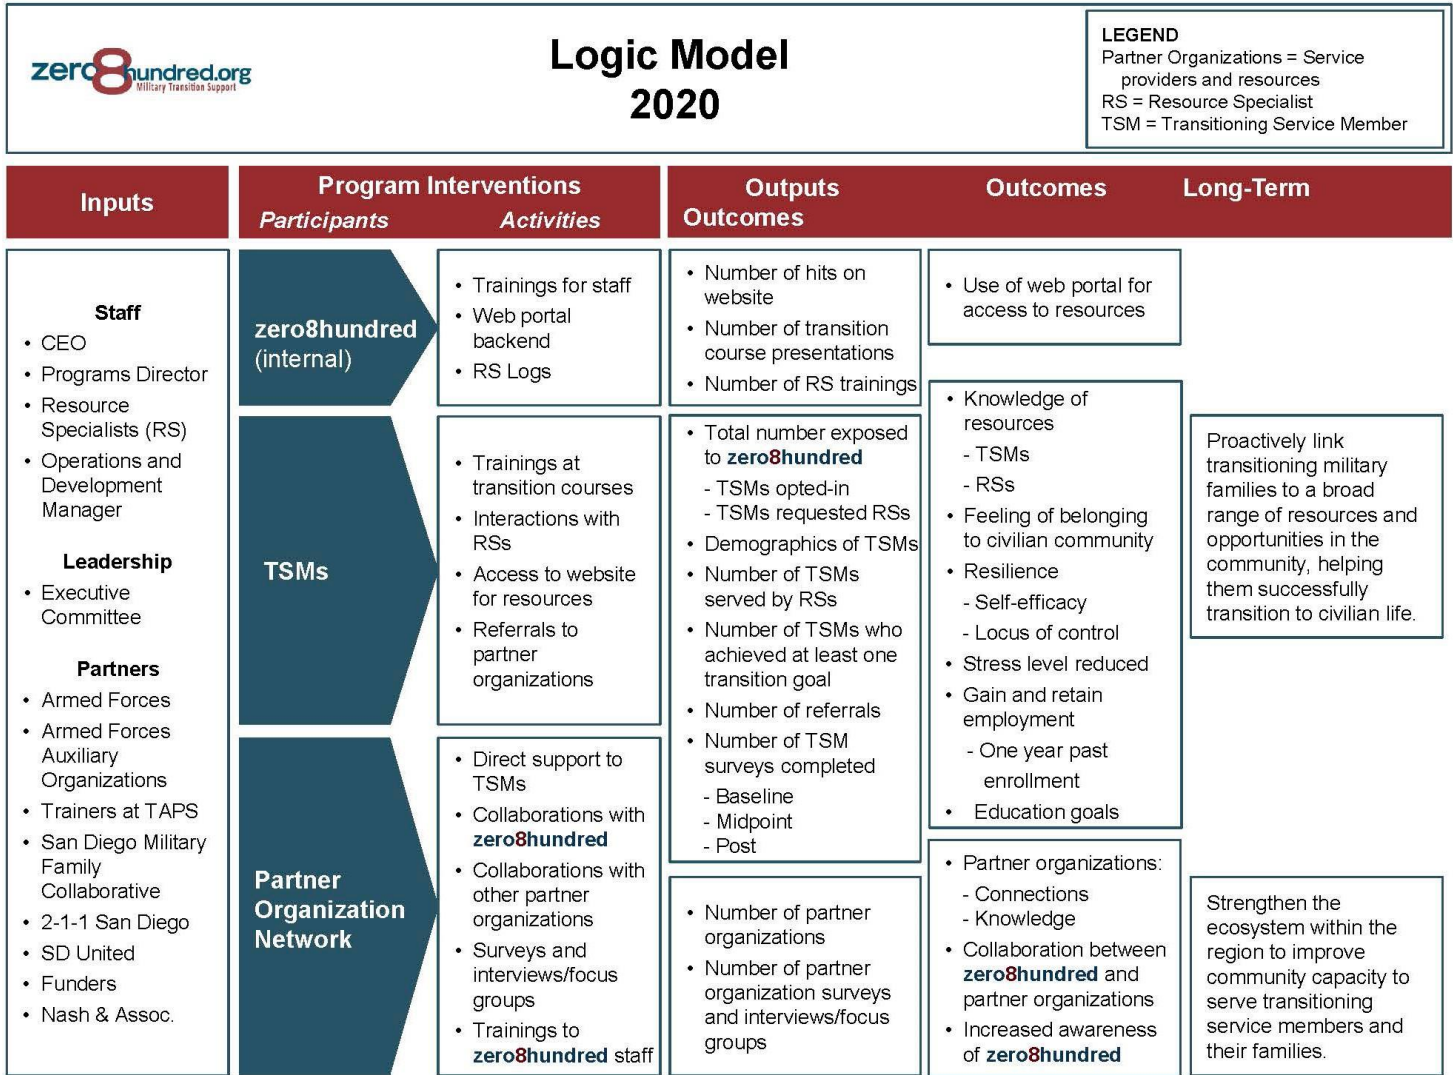 zero8hundred.org
Military Transition Support
Logic Model
2020
LEGEND
Partner Organizations = Service
providers and resources
RS = Resource Specialist
TSM = Transitioning Service Member
Inputs
Program Interventions
Participants Activities
Outputs Outcomes Long-Term
Outcomes
Staff
• CEO
• Programs Director
• Resource
Specialists (RS)
• Operations and
Development
Manager
Leadership
• Executive
Committee
Partners
• Armed Forces
• Armed Forces
Auxiliary
Organizations
• Trainers at TAPS
• San Diego Military
Family
Collaborative
• 2-1-1 San Diego
• SD United
• Funders
• Nash & Assoc.
zero8hundred
(internal)
• Trainings for staff
• Web portal
backend
• RS Logs
• Number of hits on
website
• Number of transition
course presentations
• Number of RS trainings
• Use of web portal for
access to resources
TSMs
• Trainings at
transition courses
• Interactions with
RSs
• Access to website
for resources
• Referrals to
partner
organizations
• Total number exposed
to zero8hundred
- TSMs opted-in
- TSMs requested RSs
• Demographics of TSMs
• Number of TSMs
served by RSs
• Number of TSMs who
achieved at least one
transition goal
• Number of referrals
• Number of TSM
surveys completed
- Baseline
- Midpoint
- Post
• Knowledge of
resources
- TSMs
- RSs
• Feeling of belonging
to civilian community
• Resilience
- Self-efficacy
- Locus of control
• Stress level reduced
• Gain and retain
employment
- One year past
enrollment
• Education goals
Proactively link
transitioning military
families to a broad
range of resources and
opportunities in the
community, helping
them successfully
transition to civilian life.
Partner
Organization
Network
• Direct support to
TSMs
• Collaborations with
zero8hundred
• Collaborations with
other partner
organizations
• Surveys and
interviews/focus
groups
• Trainings to
zero8hundred staff
• Number of partner
organizations
• Number of partner
organization surveys
and interviews/focus
groups
• Partner organizations:
- Connections
- Knowledge
• Collaboration between
zero8hundred and
partner organizations
• Increased awareness
of zero8hundred
Strengthen the
ecosystem within the
region to improve
community capacity to
serve transitioning
service members and
their families.